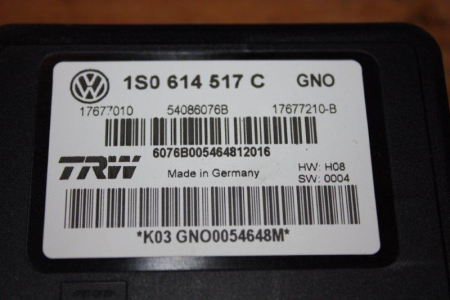 1S0 614 517 C GNO
17677010 54086076B 17677210-B
6076B005464812016
TRW Made in Germany HW: H08
SW: 0004
*K03 GNO0054648M*